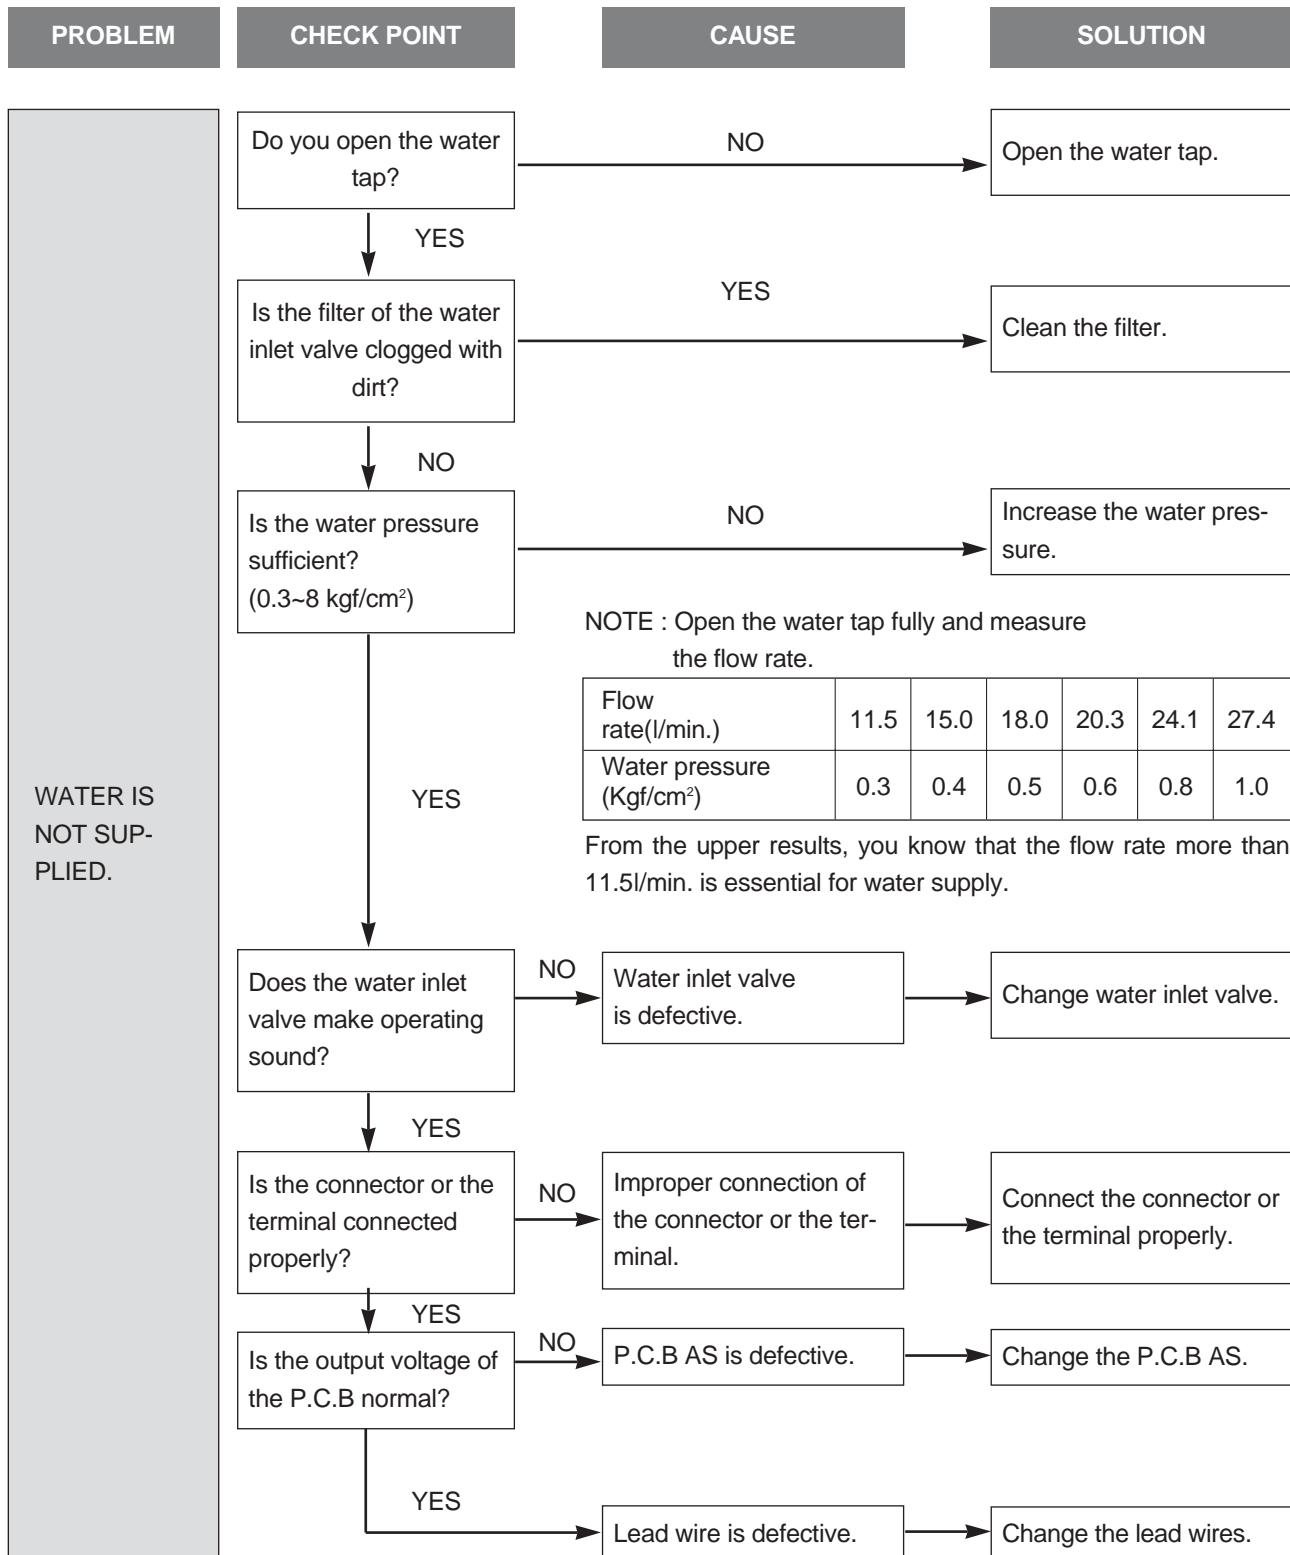 PROBLEM
CHECK POINT
CAUSE
SOLUTION
WATER IS
NOT SUP-
PLIED.
Do you open the water
tap?
NO
Open the water tap.
YES
Is the filter of the water
inlet valve clogged with
dirt?
YES
Clean the filter.
NO
Is the water pressure
sufficient?
(0.3~8 kgf/cm²)
NO
Increase the water pres-
sure.
NOTE : Open the water tap fully and measure
the flow rate.
Flow
rate(l/min.)
11.5 15.0 18.0 20.3 24.1 27.4
Water pressure
(Kgf/cm²)
0.3 0.4 0.5 0.6 0.8 1.0
From the upper results, you know that the flow rate more than
11.5l/min. is essential for water supply.
YES
Does the water inlet
valve make operating
sound?
NO
Water inlet valve
is defective.
Change water inlet valve.
YES
Is the connector or the
terminal connected
properly?
NO
Improper connection of
the connector or the ter-
minal.
Connect the connector or
the terminal properly.
YES
Is the output voltage of
the P.C.B normal?
NO
P.C.B AS is defective.
Change the P.C.B AS.
YES
Lead wire is defective.
Change the lead wires.